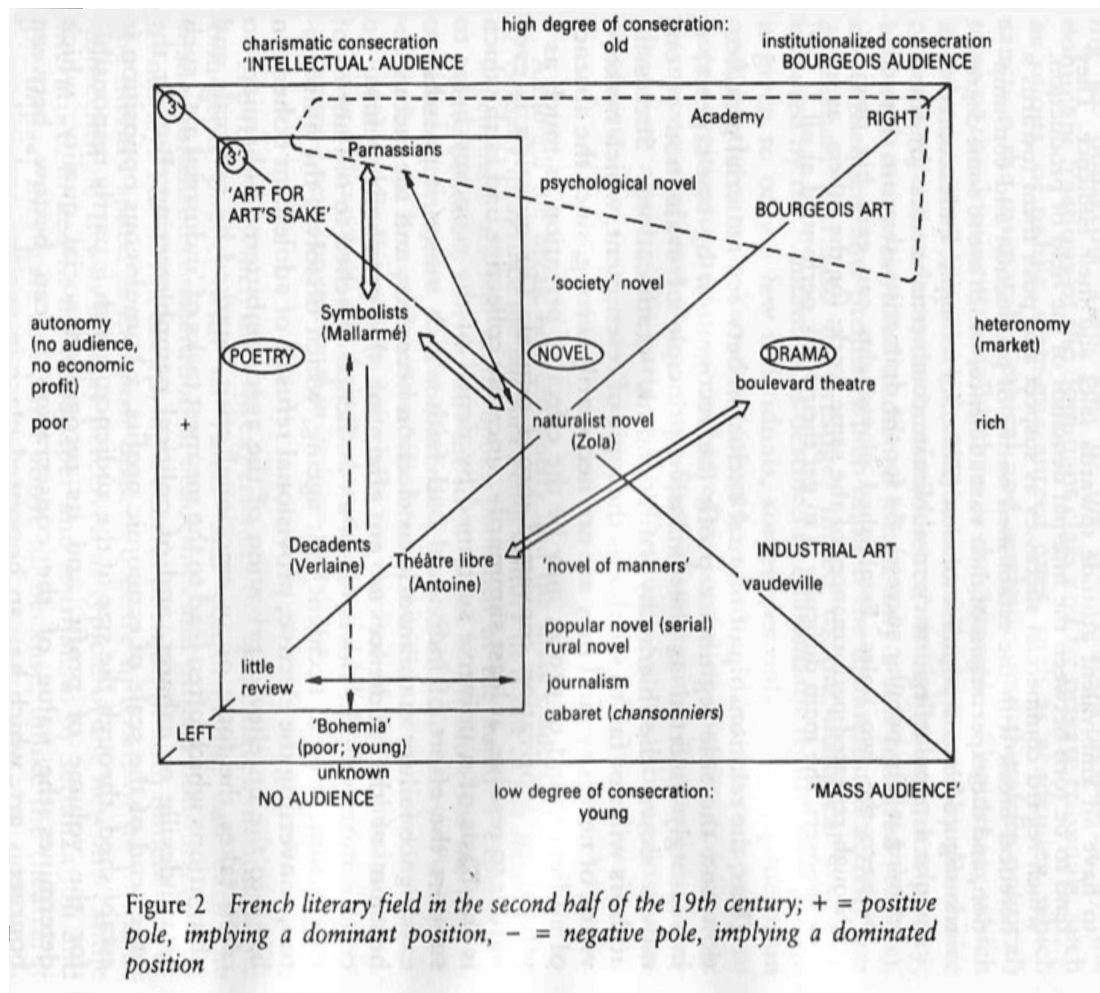 high degree of consecration:
old
charismatic consecration
'INTELLECTUAL' AUDIENCE
institutionalized consecration
BOURGEOIS AUDIENCE
3
Academy
RIGHT
3'
Parnassians
psychological novel
'ART FOR
ART'S SAKE'
BOURGEOIS ART
'society' novel
Symbolists
(Mallarmé)
autonomy
(no audience,
no economic
profit)
poor
+
heteronomy
(market)
rich
POETRY
NOVEL
DRAMA
boulevard theatre
naturalist novel
(Zola)
Decadents
(Verlaine)
Théâtre libre
(Antoine)
'novel of manners'
INDUSTRIAL ART
vaudeville
popular novel (serial)
rural novel
little
review
journalism
cabaret (chansonniers)
LEFT
'Bohemia'
(poor; young)
unknown
NO AUDIENCE
low degree of consecration:
young
'MASS AUDIENCE'
Figure 2 French literary field in the second half of the 19th century; + = positive
pole, implying a dominant position, − = negative pole, implying a dominated
position